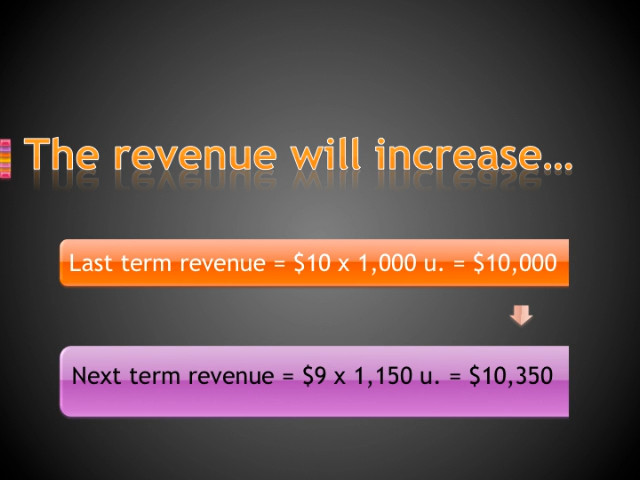 The revenue will increase…
Last term revenue = $10 x 1,000 u. = $10,000
Next term revenue = $9 x 1,150 u. = $10,350